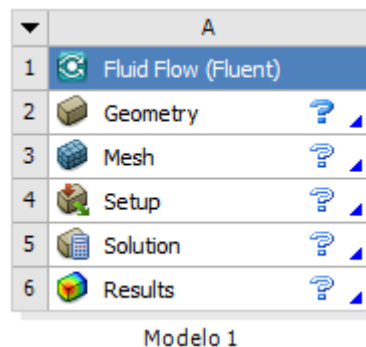 A
1 Fluid Flow (Fluent)
2 Geometry ?
3 Mesh ?
4 Setup ?
5 Solution ?
6 Results ?
Modelo 1